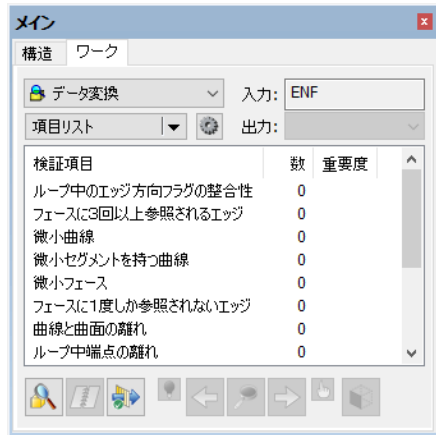 メイン
構造 ワーク
データ変換 入力: ENF
項目リスト 出力:
検証項目 数 重要度
ループ中のエッジ方向フラグの整合性 0
フェースに3回以上参照されるエッジ 0
微小曲線 0
微小セグメントを持つ曲線 0
微小フェース 0
フェースに1度しか参照されないエッジ 0
曲線と曲面の離れ 0
ループ中端点の離れ 0